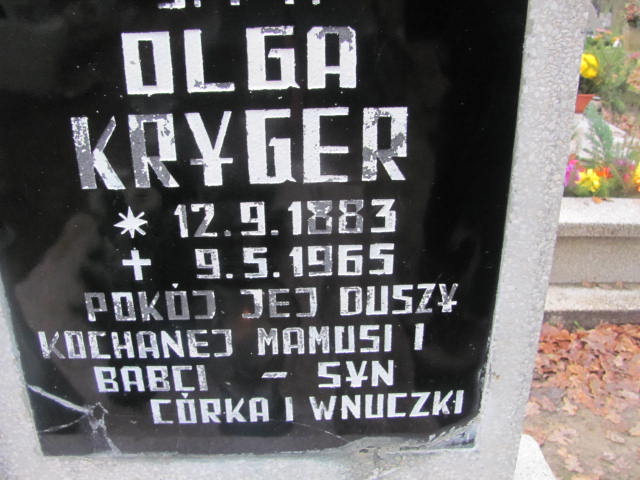 OLGA
KRYGER
* 12.9.1883
+ 9.5.1965
POKÓJ JEJ DUSZY
KOCHANEJ MAMUSI I
BABCI - SYN
CÓRKA I WNUCZKI